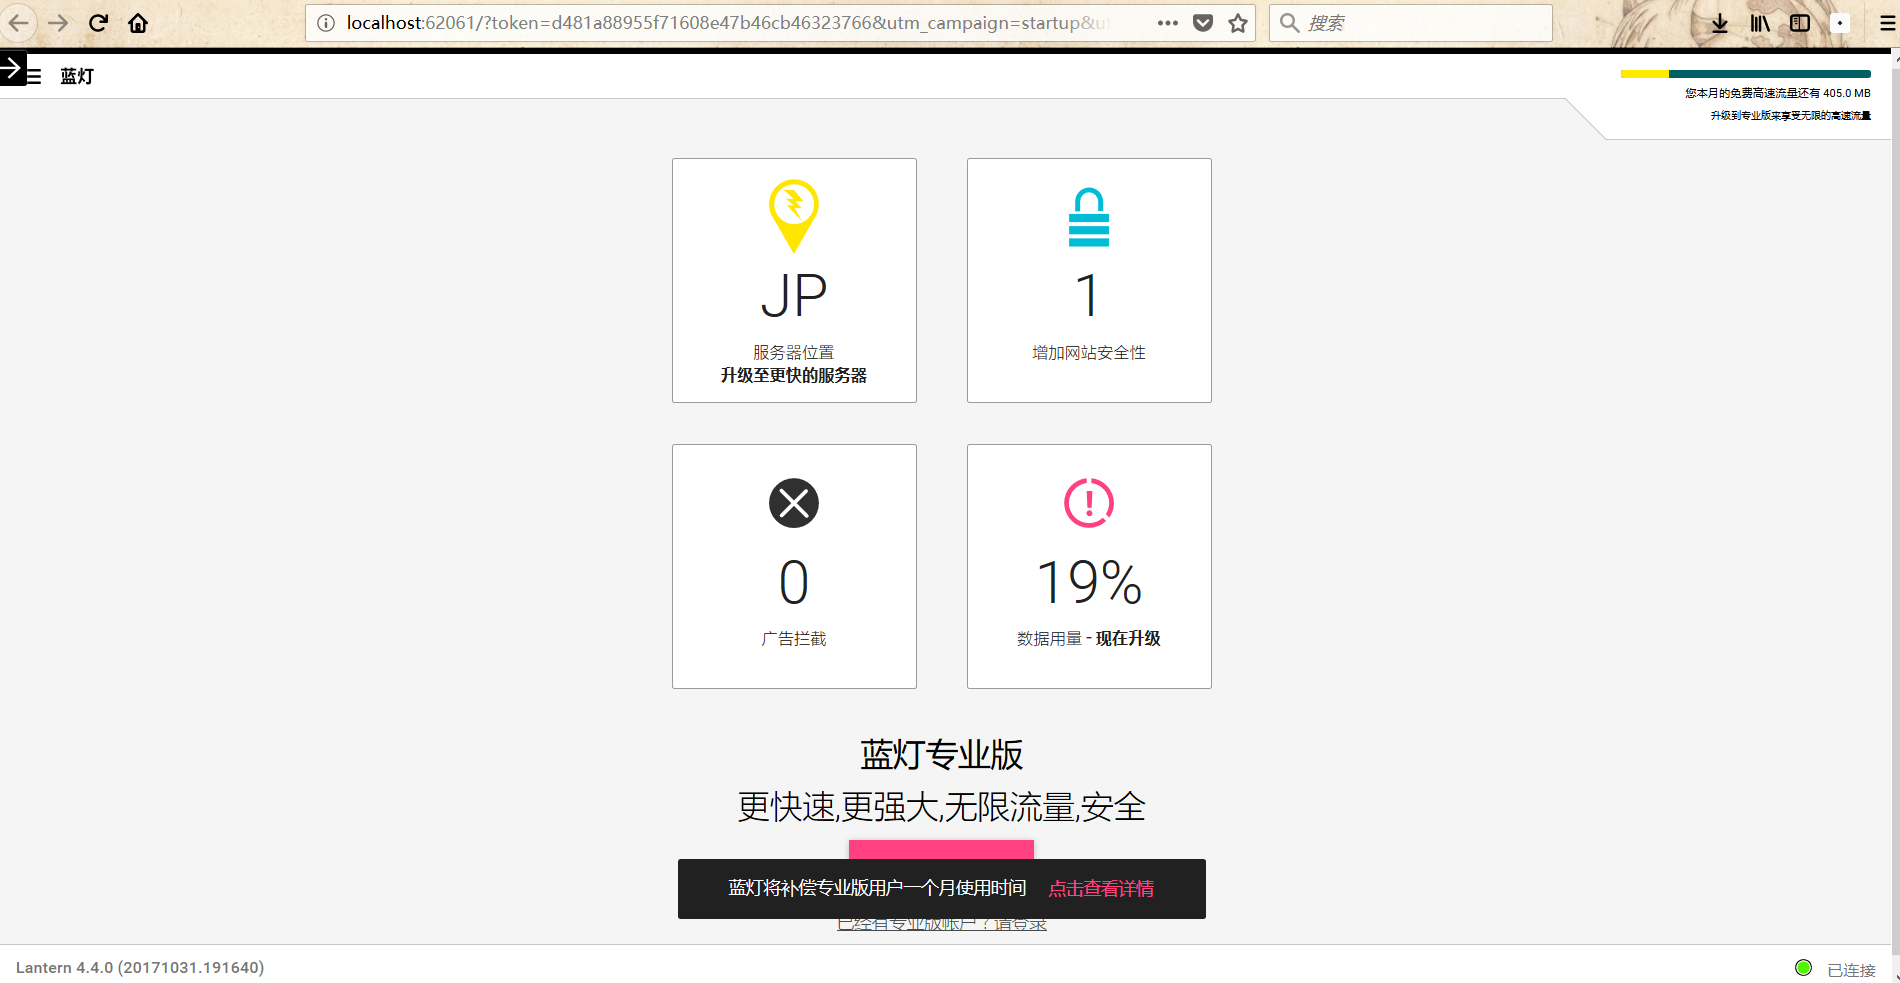 localhost:62061/?token=d481a88955f71608e47b46cb46323766&utm_campaign=startup&u
搜索
蓝灯
您本月的免费高速流量还有 405.0 MB
升级到专业版来享受无限的高速流量
JP
服务器位置
升级至更快的服务器
1
增加网站安全性
0
广告拦截
19%
数据用量 - 现在升级
蓝灯专业版
更快速,更强大,无限流量,安全
蓝灯将补偿专业版用户一个月使用时间 点击查看详情
已经有专业版帐户？请登录
Lantern 4.4.0 (20171031.191640)
已连接